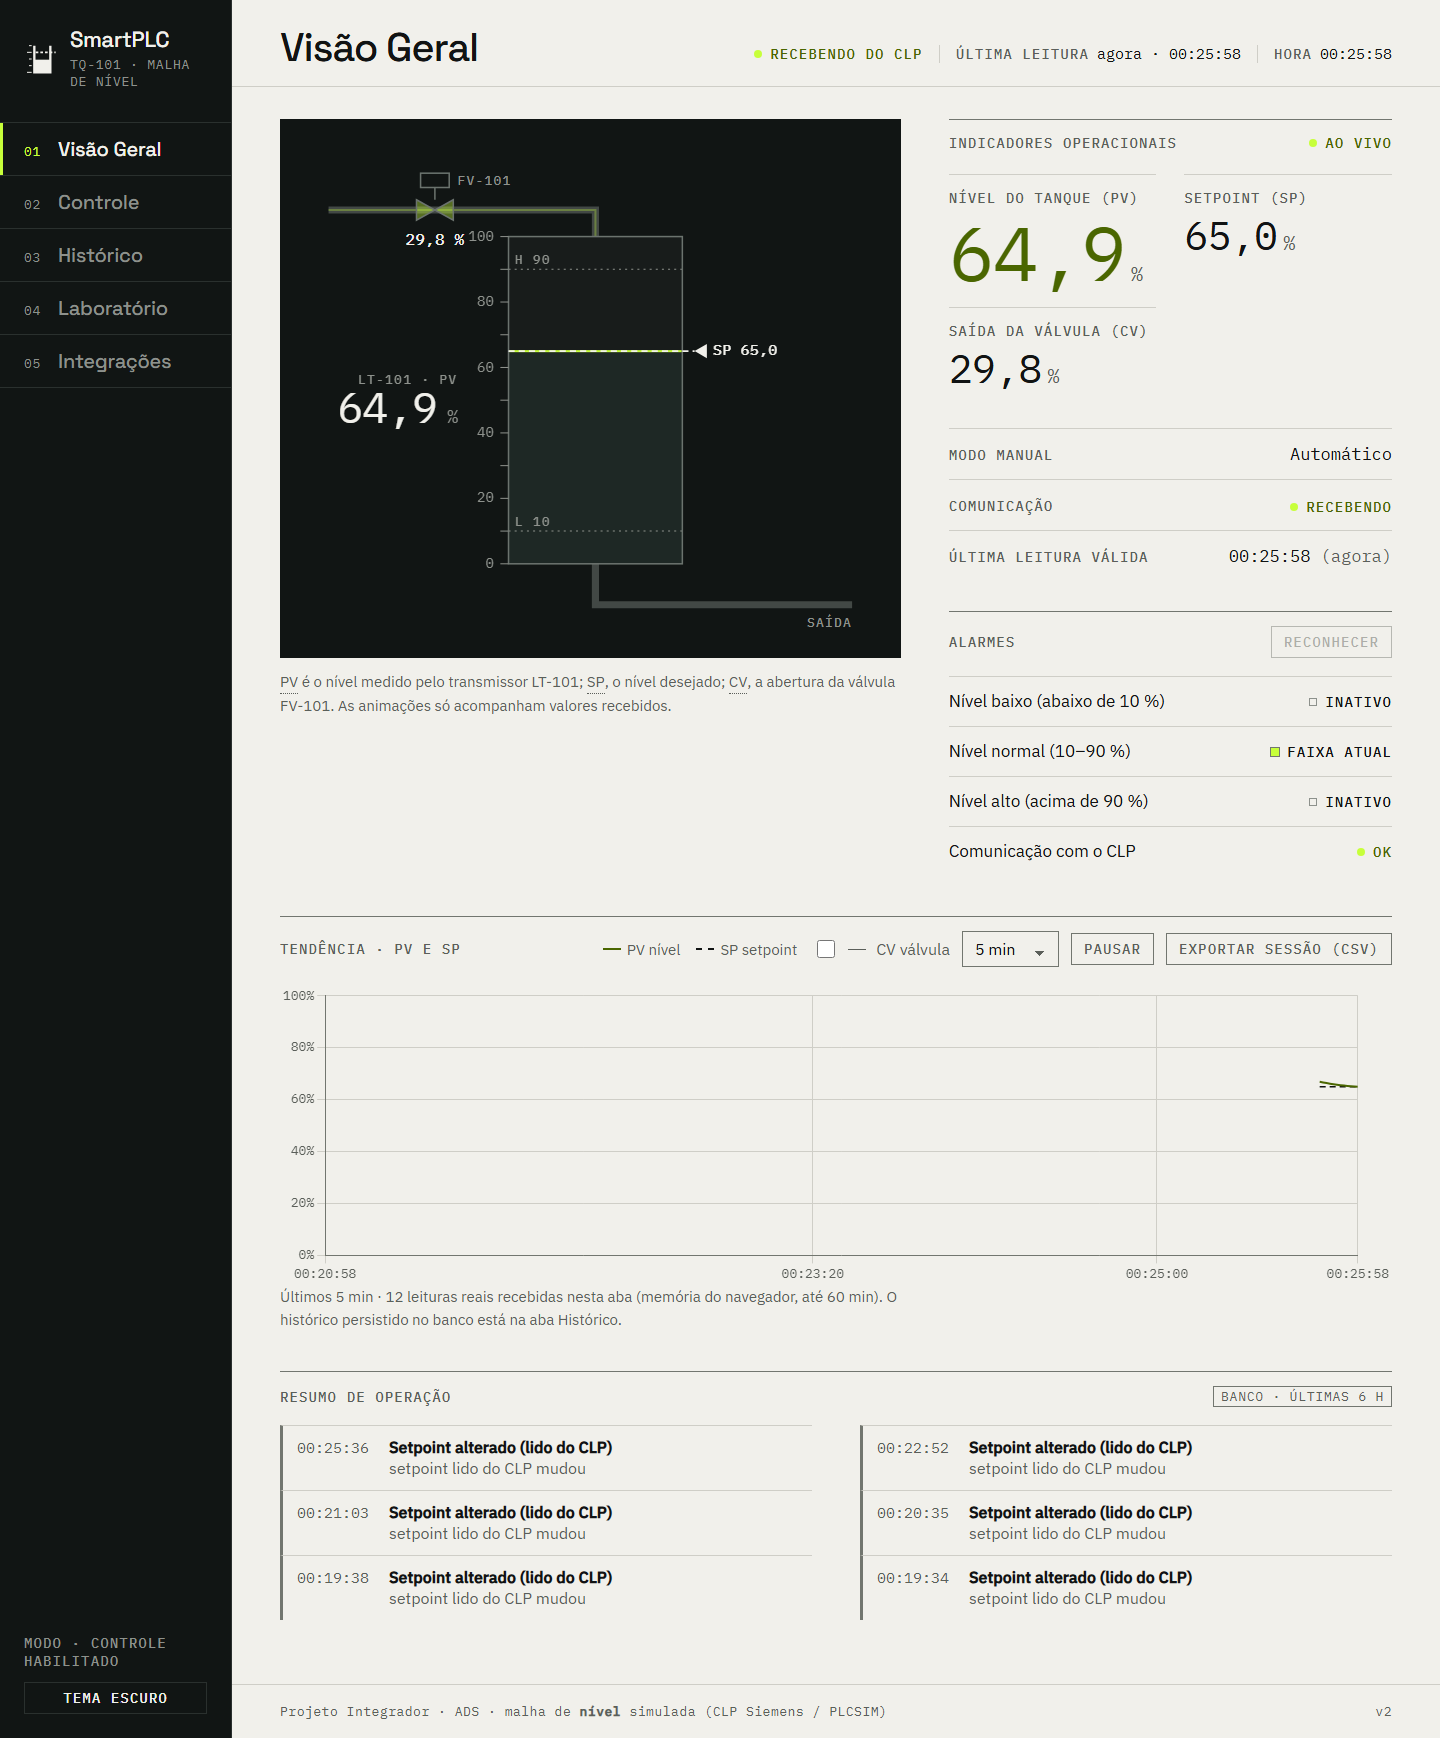 SmartPLC
TQ-101 · MALHA
DE NÍVEL
01 Visão Geral
02 Controle
03 Histórico
04 Laboratório
05 Integrações
MODO · CONTROLE
HABILITADO
TEMA ESCURO
Visão Geral
RECEBENDO DO CLP
ÚLTIMA LEITURA agora · 00:25:58
HORA 00:25:58
FV-101
29,8 %
100
H 90
80
SP 65,0
60
LT-101 · PV
64,9 %
40
20
L 10
0
SAÍDA
PV é o nível medido pelo transmissor LT-101; SP, o nível desejado; CV, a abertura da válvula
FV-101. As animações só acompanham valores recebidos.
INDICADORES OPERACIONAIS
AO VIVO
NÍVEL DO TANQUE (PV)
64,9 %
SETPOINT (SP)
65,0 %
SAÍDA DA VÁLVULA (CV)
29,8 %
MODO MANUAL Automático
COMUNICAÇÃO RECEBENDO
ÚLTIMA LEITURA VÁLIDA 00:25:58 (agora)
ALARMES RECONHECER
Nível baixo (abaixo de 10 %) INATIVO
Nível normal (10–90 %) FAIXA ATUAL
Nível alto (acima de 90 %) INATIVO
Comunicação com o CLP OK
TENDÊNCIA · PV E SP
PV nível
SP setpoint
CV válvula
5 min
PAUSAR
EXPORTAR SESSÃO (CSV)
100%
80%
60%
40%
20%
0%
00:20:58 00:23:20 00:25:00 00:25:58
Últimos 5 min · 12 leituras reais recebidas nesta aba (memória do navegador, até 60 min). O
histórico persistido no banco está na aba Histórico.
RESUMO DE OPERAÇÃO
BANCO · ÚLTIMAS 6 H
00:25:36 Setpoint alterado (lido do CLP)
setpoint lido do CLP mudou
00:22:52 Setpoint alterado (lido do CLP)
setpoint lido do CLP mudou
00:21:03 Setpoint alterado (lido do CLP)
setpoint lido do CLP mudou
00:20:35 Setpoint alterado (lido do CLP)
setpoint lido do CLP mudou
00:19:38 Setpoint alterado (lido do CLP)
setpoint lido do CLP mudou
00:19:34 Setpoint alterado (lido do CLP)
setpoint lido do CLP mudou
Projeto Integrador · ADS · malha de nível simulada (CLP Siemens / PLCSIM)
v2